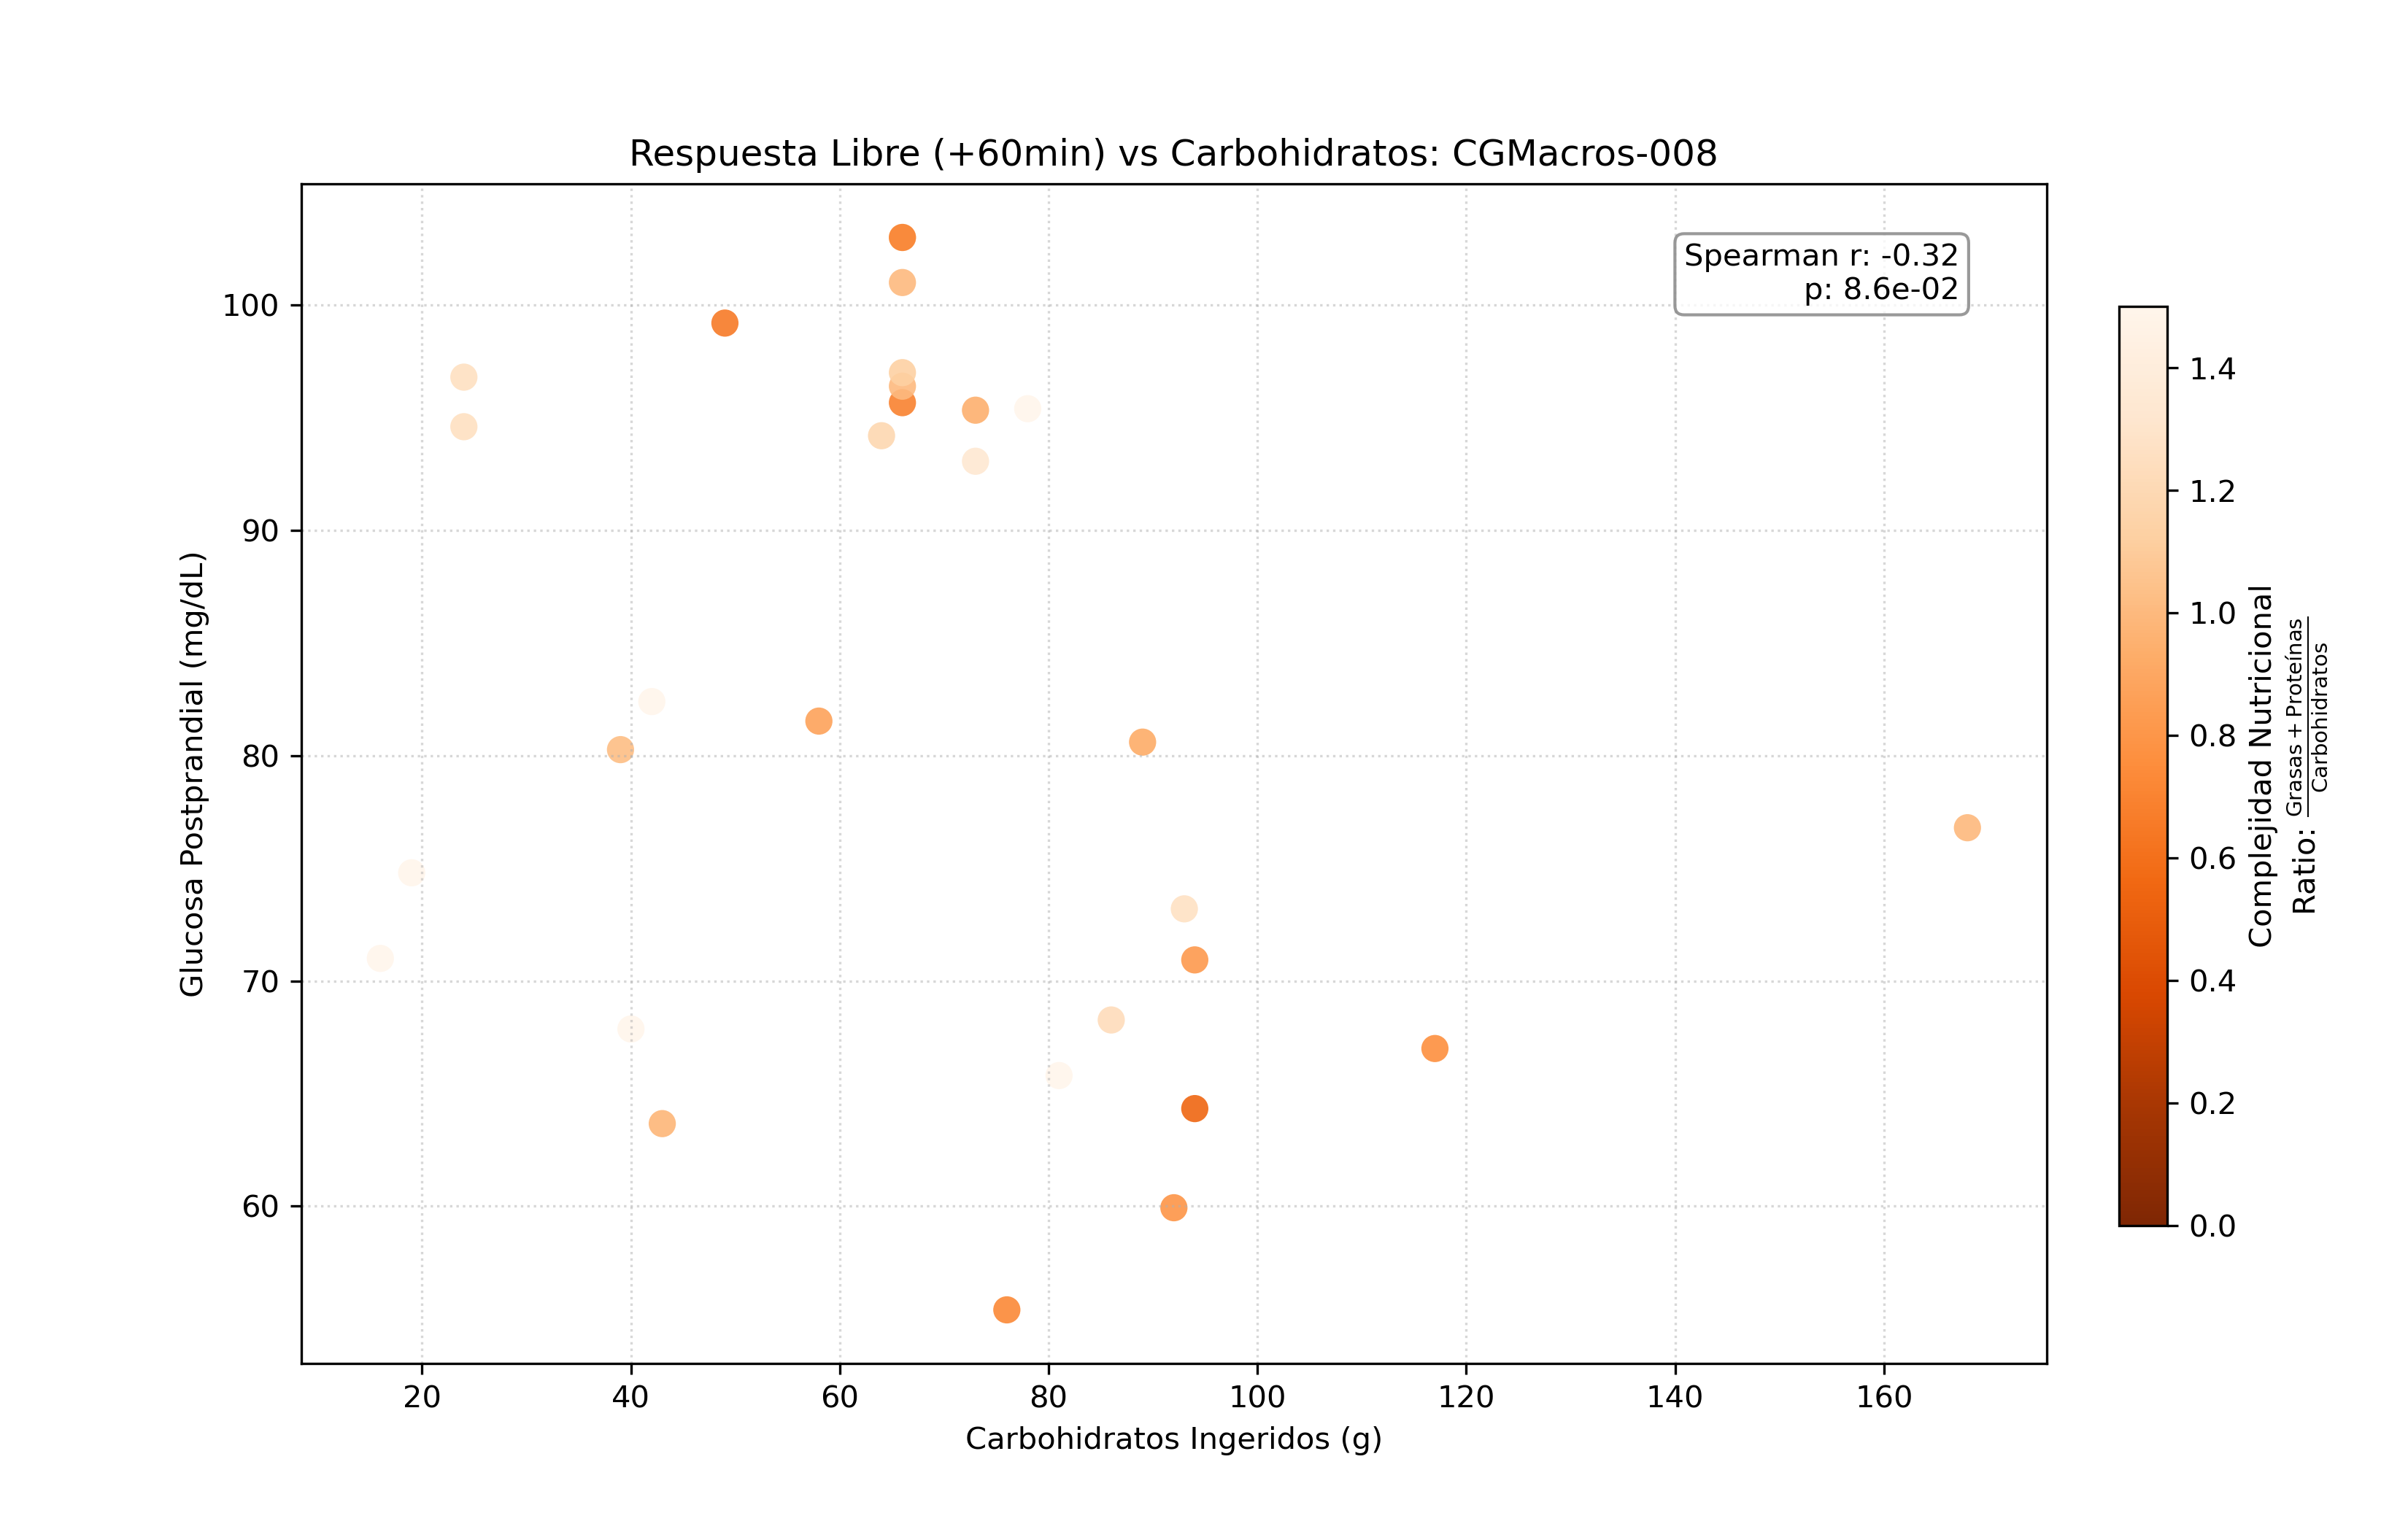 Respuesta Libre (+60min) vs Carbohidratos: CGMacros-008
Spearman r: -0.32
p: 8.6e-02
Glucosa Postprandial (mg/dL)
100
90
80
70
60
20 40 60 80 100 120 140 160
Carbohidratos Ingeridos (g)
1.4
1.2
1.0
0.8
0.6
0.4
0.2
0.0
Complejidad Nutricional
Ratio: Grasas + Proteínas / Carbohidratos